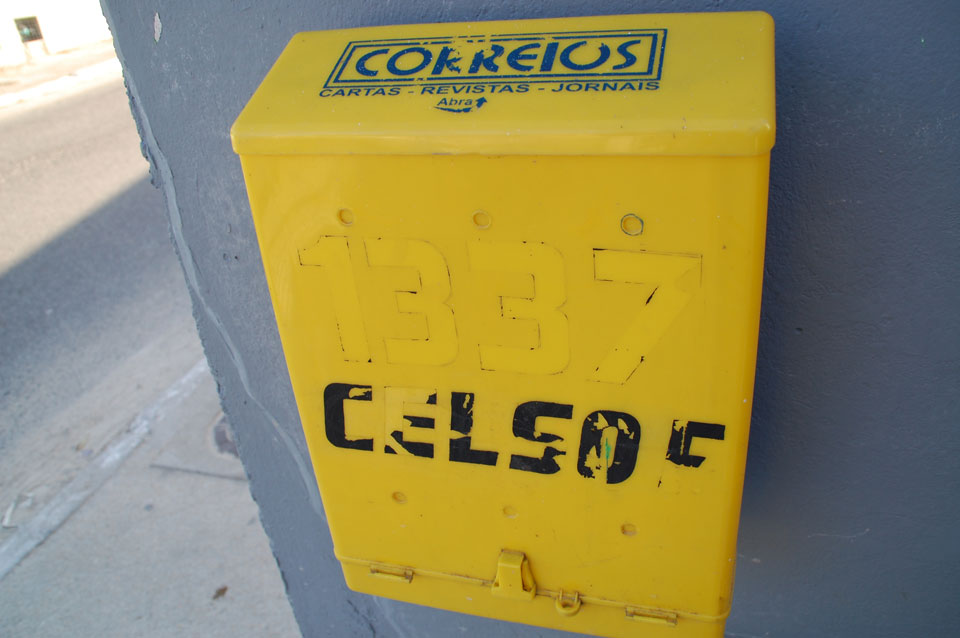 CORREIOS
CARTAS - REVISTAS - JORNAIS
Abra
1337
CELSO